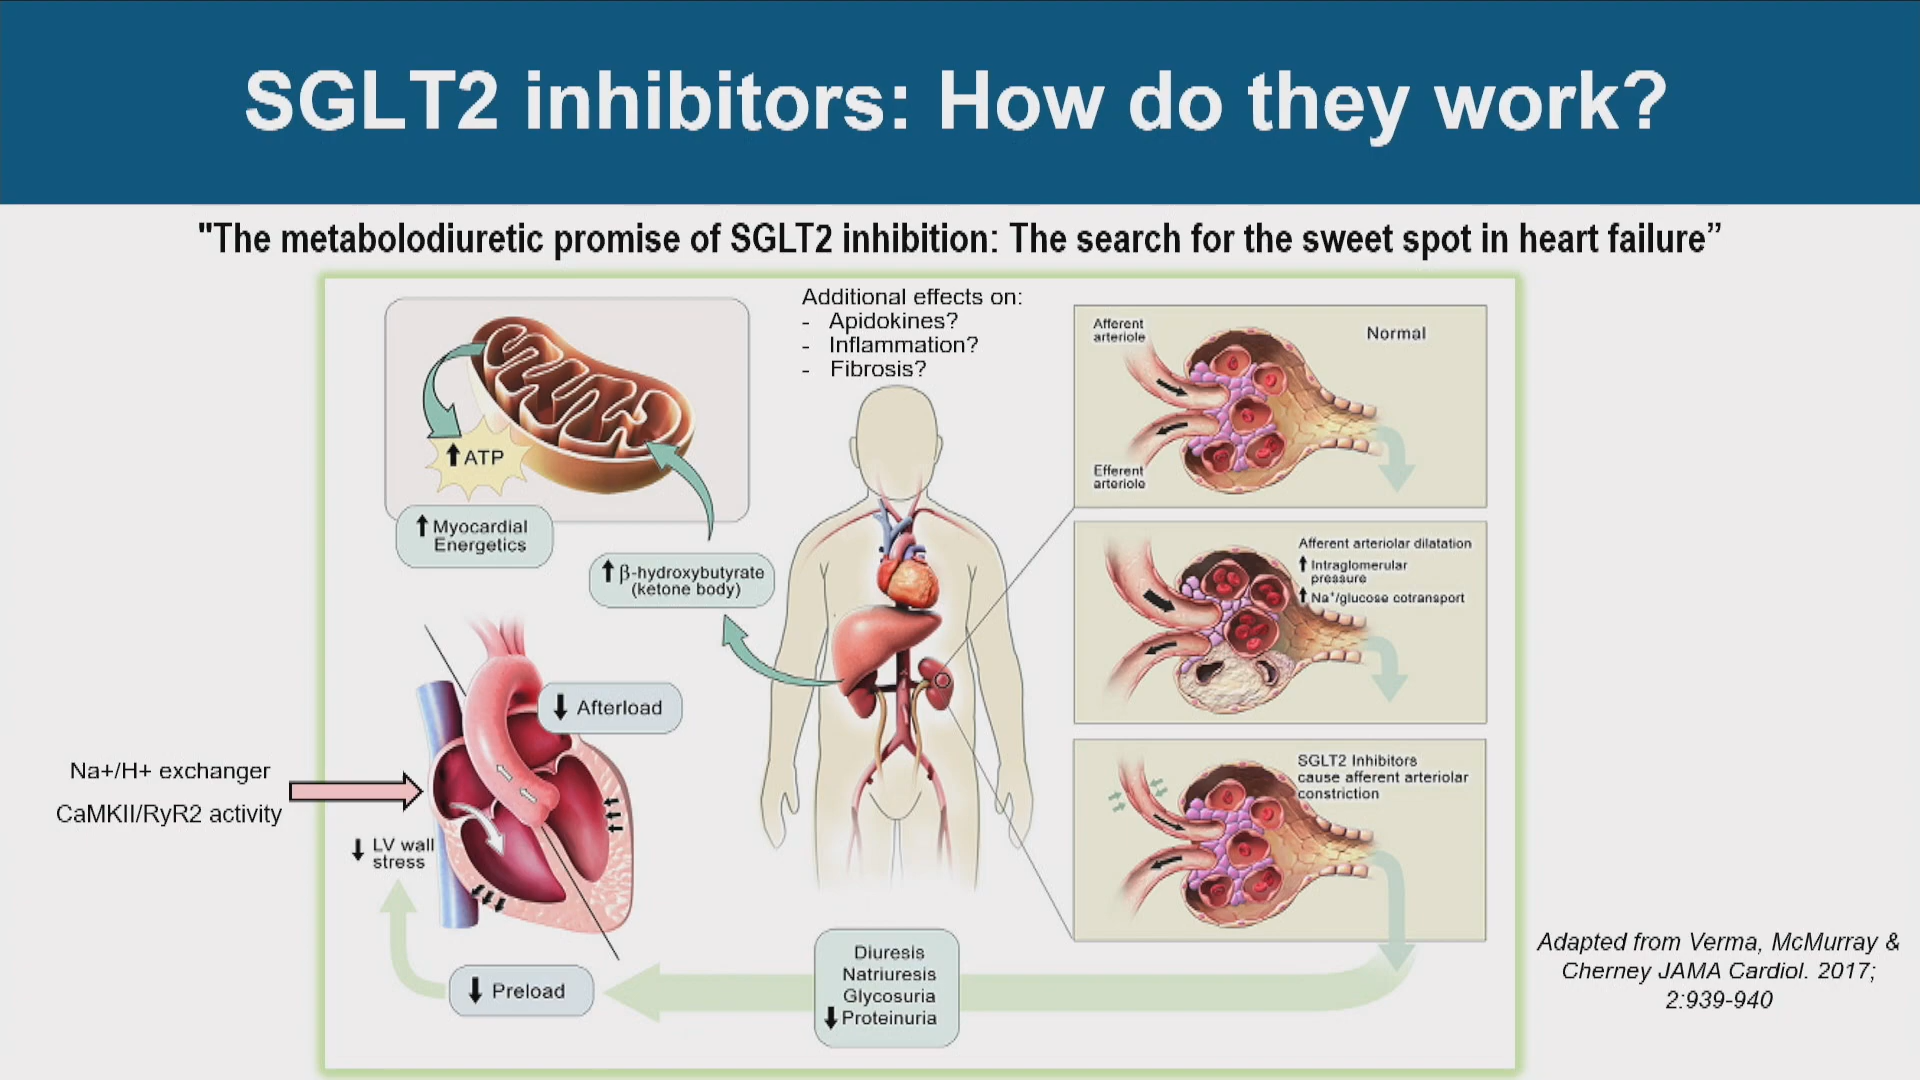 SGLT2 inhibitors: How do they work?
"The metabolodiuretic promise of SGLT2 inhibition: The search for the sweet spot in heart failure”
Additional effects on:
- Apidokines?
- Inflammation?
- Fibrosis?
⬆ ATP
⬆ Myocardial
Energetics
⬆ β-hydroxybutyrate
(ketone body)
Afferent
arteriole
Normal
Efferent
arteriole
Afferent arteriolar dilatation
⬆ Intraglomerular
pressure
⬆ Na⁺/glucose cotransport
SGLT2 Inhibitors
cause afferent arteriolar
constriction
⬇ Afterload
Na+/H+ exchanger
CaMKII/RyR2 activity
⬇ LV wall
stress
⬇ Preload
Diuresis
Natriuresis
Glycosuria
⬇ Proteinuria
Adapted from Verma, McMurray &
Cherney JAMA Cardiol. 2017;
2:939-940